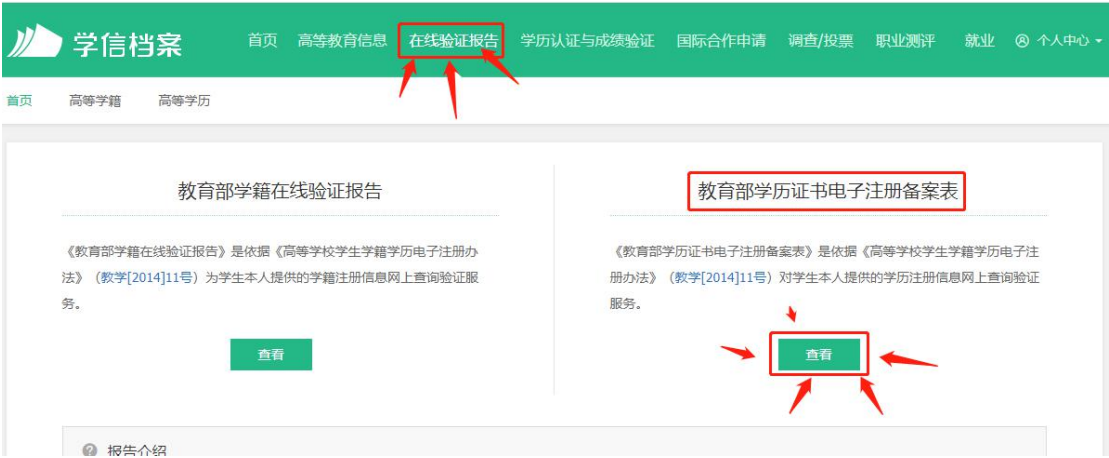 学信档案
首页 高等教育信息 在线验证报告 学历认证与成绩验证 国际合作申请 调查/投票 职业测评 就业 个人中心
首页 高等学籍 高等学历
教育部学籍在线验证报告
《教育部学籍在线验证报告》是依据《高等学校学生学籍学历电子注册办
法》（教学[2014]11号）为学生本人提供的学籍注册信息网上查询验证服
务。
查看
教育部学历证书电子注册备案表
《教育部学历证书电子注册备案表》是依据《高等学校学生学籍学历电子注
册办法》（教学[2014]11号）对学生本人提供的学历注册信息网上查询验证
服务。
查看
报告介绍